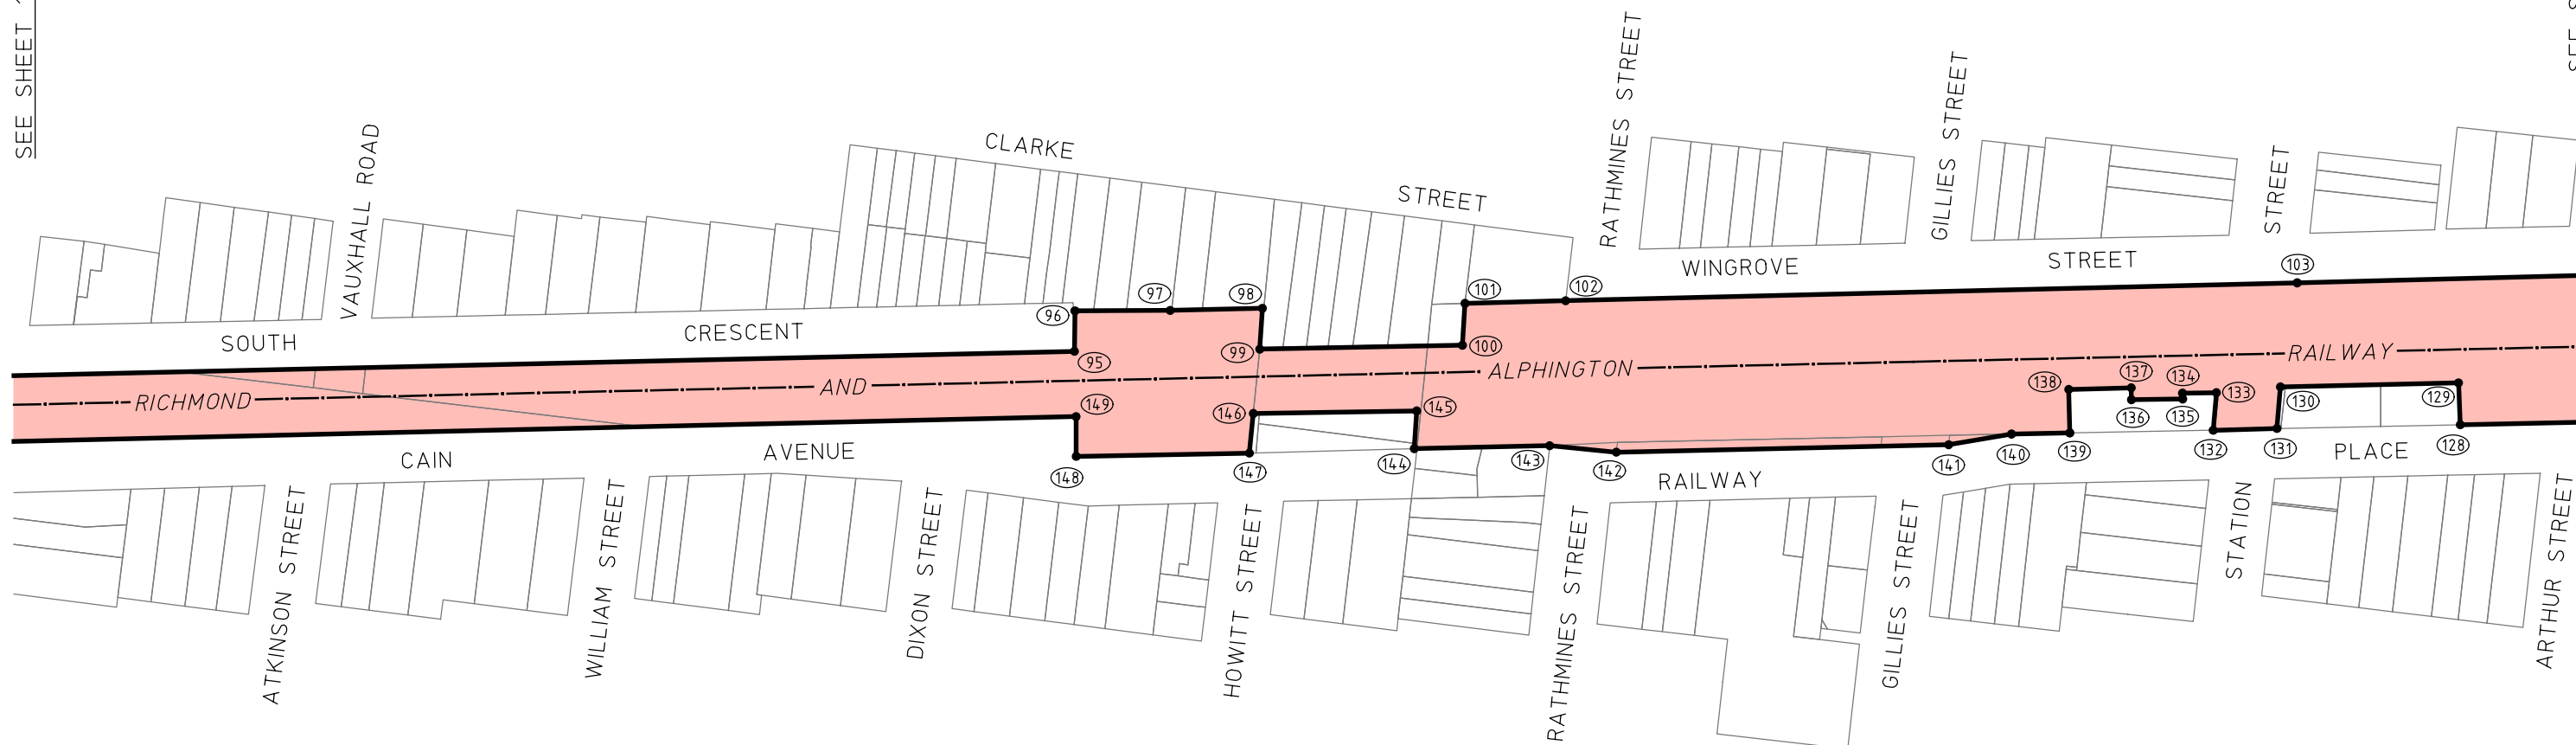 SEE SHEET
SEE S
VAUXHALL ROAD
CLARKE
STREET
RATHMINES STREET
GILLIES STREET
STREET
WINGROVE
STREET
SOUTH
CRESCENT
96
97
98
99
95
100
101
102
103
RICHMOND
AND
ALPHINGTON
RAILWAY
149
146
145
138
137
134
133
136
135
130
129
CAIN
AVENUE
148
147
144
143
142
141
140
139
132
131
128
RAILWAY
PLACE
ATKINSON STREET
WILLIAM STREET
DIXON STREET
HOWITT STREET
RATHMINES STREET
GILLIES STREET
STATION
ARTHUR STREET